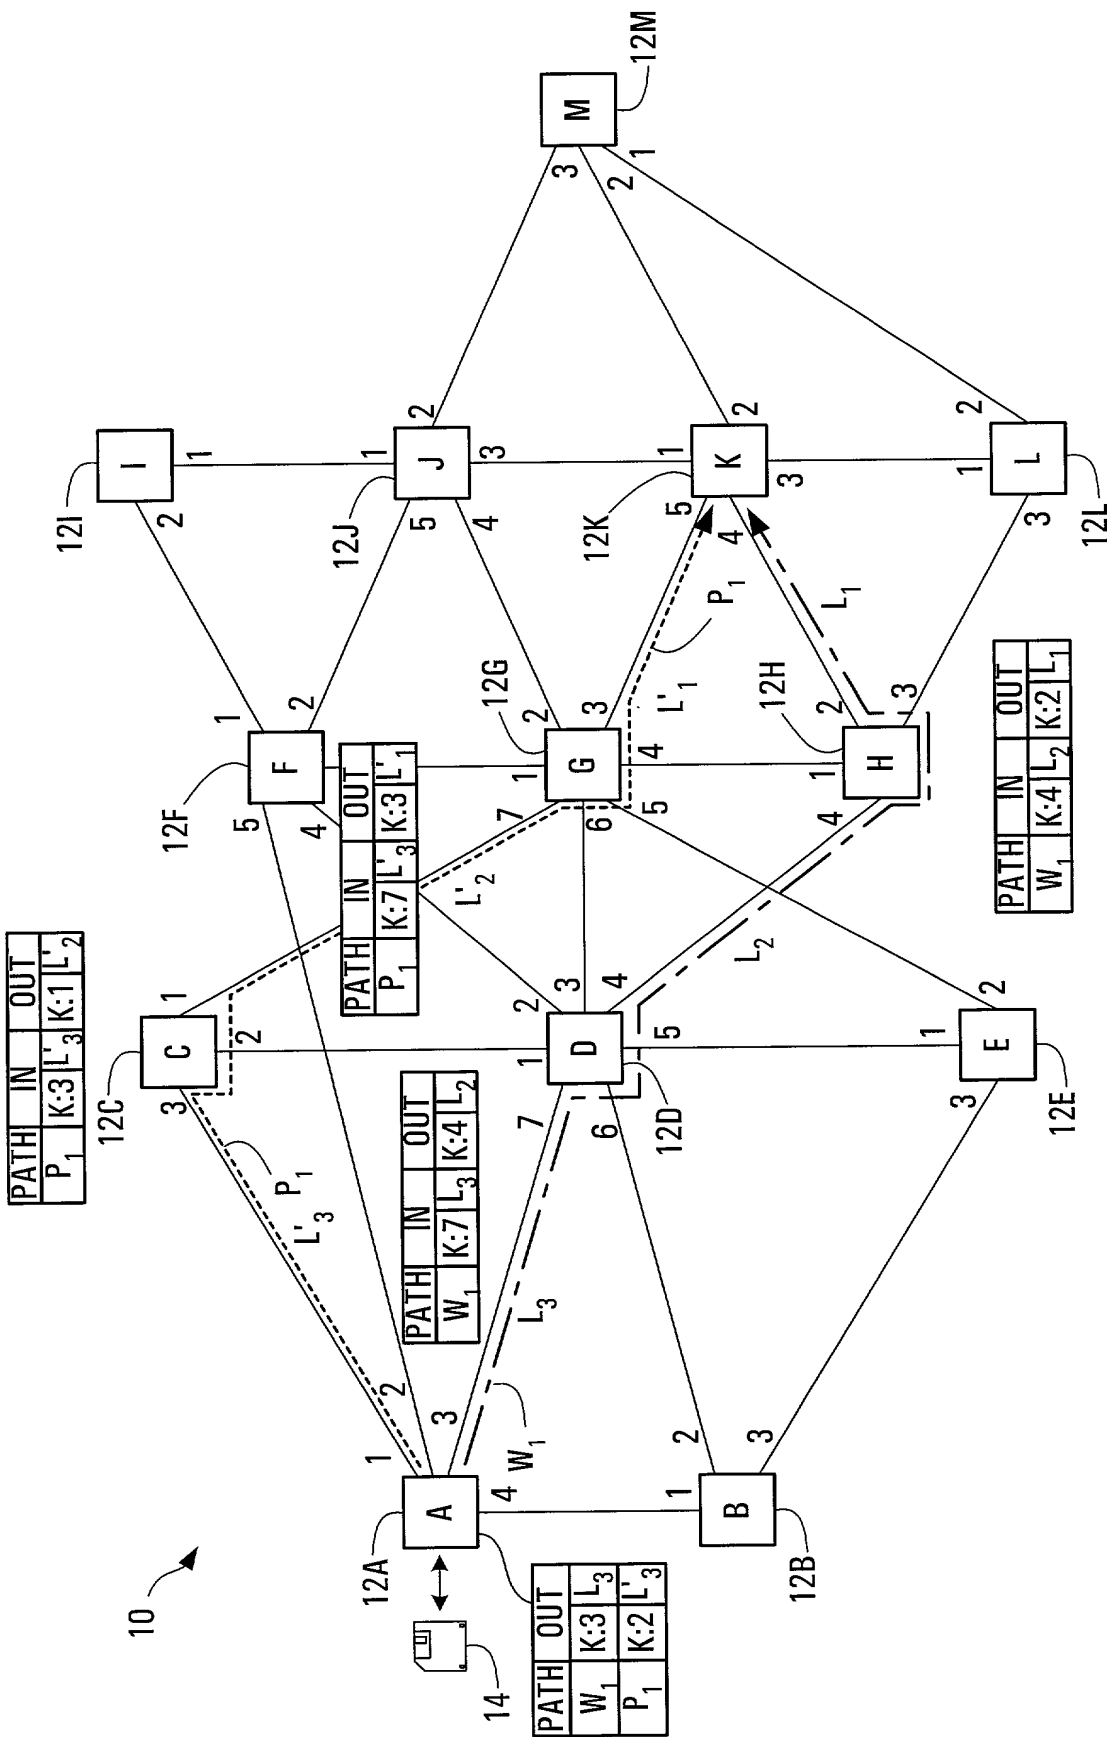 10
PATH IN OUT
P₁ K:3 L'₃ K:1 L'₂
12C
12I
C
3
1
2
I
2
1
12F
F
5
4
1
2
L'₃
P₁
12J
J
1
5
4
2
3
PATH IN OUT
P₁ K:7 L'₃ K:3 L'₁
12A
A
1
2
3
4
14
PATH OUT
W₁ K:3 L₃
P₁ K:2 L'₃
PATH IN OUT
W₁ K:7 L₃ K:4 L₂
L'₂
12G
G
1
7
6
5
2
3
4
12D
D
1
7
6
2
3
4
5
M
12M
3
2
1
W₁
L₃
L'₁
P₁
12K
K
1
5
4
2
3
12B
B
1
2
3
L₂
L₁
12H
H
1
4
2
3
12E
E
1
3
2
PATH IN OUT
W₁ K:4 L₂ K:2 L₁
12L
L
1
3
2